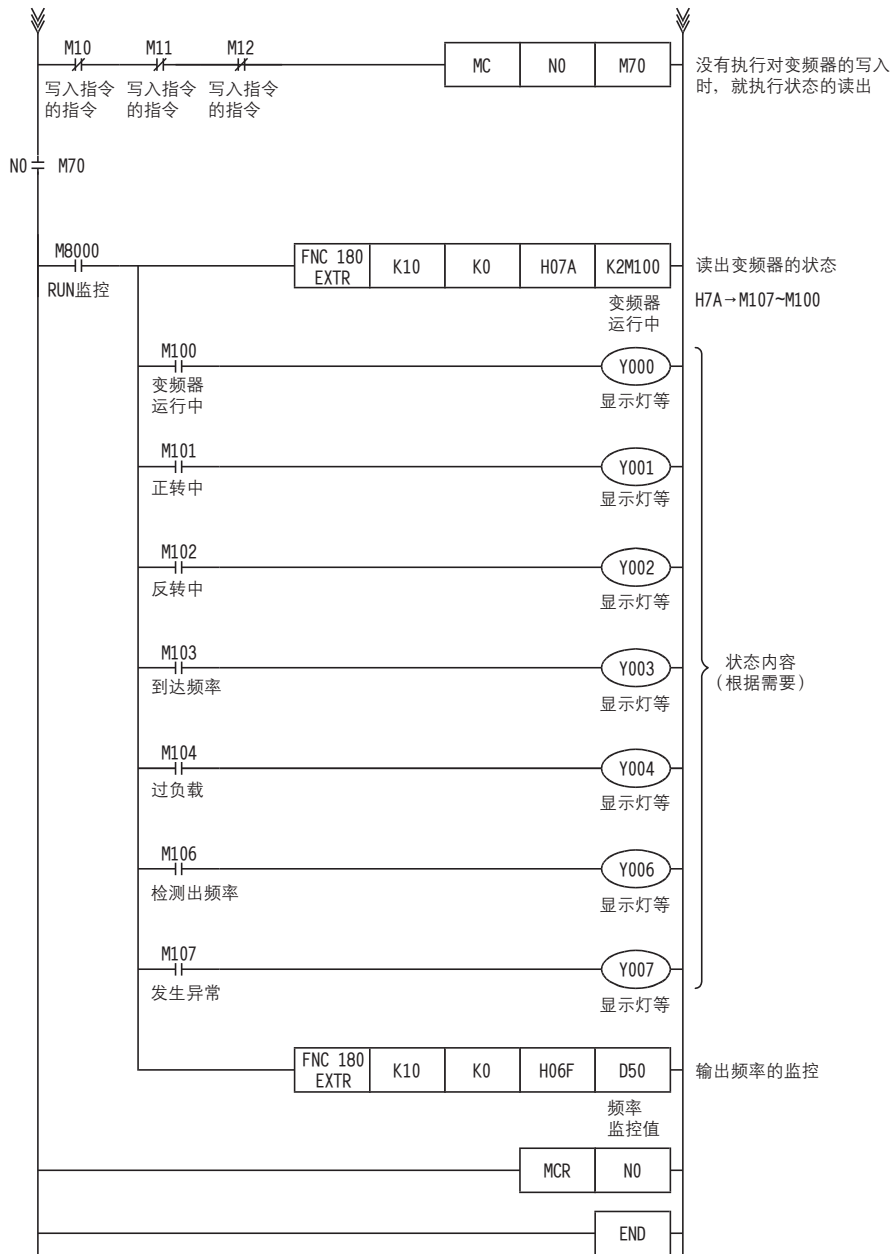 M10 M11 M12
MC N0 M70
没有执行对变频器的写入
时，就执行状态的读出
写入指令 写入指令 写入指令
的指令 的指令 的指令
N0 M70
M8000
RUN监控
FNC 180
EXTR
K10 K0 H07A K2M100
读出变频器的状态
变频器
运行中
H7A→M107~M100
M100
变频器
运行中
Y000
显示灯等
M101
正转中
Y001
显示灯等
M102
反转中
Y002
显示灯等
M103
到达频率
Y003
显示灯等
状态内容
（根据需要）
M104
过负载
Y004
显示灯等
M106
检测出频率
Y006
显示灯等
M107
发生异常
Y007
显示灯等
FNC 180
EXTR
K10 K0 H06F D50
输出频率的监控
频率
监控值
MCR N0
END